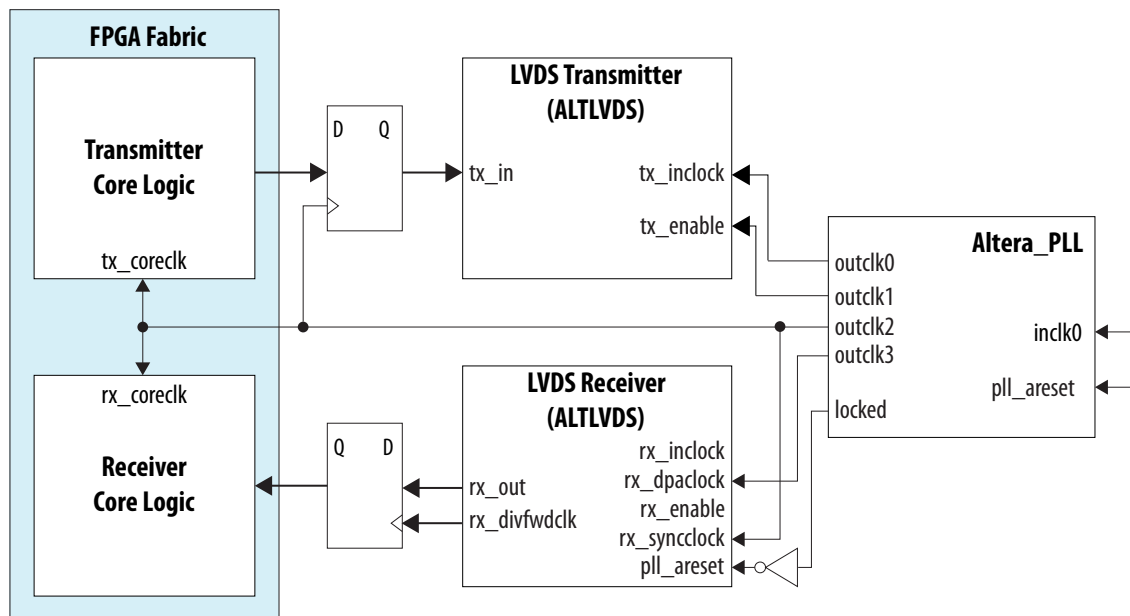 FPGA Fabric
Transmitter
Core Logic
tx_coreclk
D Q
LVDS Transmitter
(ALTLVDS)
tx_in
tx_inclock
tx_enable
Altera_PLL
outclk0
outclk1
outclk2
outclk3
locked
inclk0
pll_areset
rx_coreclk
Receiver
Core Logic
Q D
LVDS Receiver
(ALTLVDS)
rx_out
rx_divfwdclk
rx_inclock
rx_dpaclock
rx_enable
rx_syncclock
pll_areset